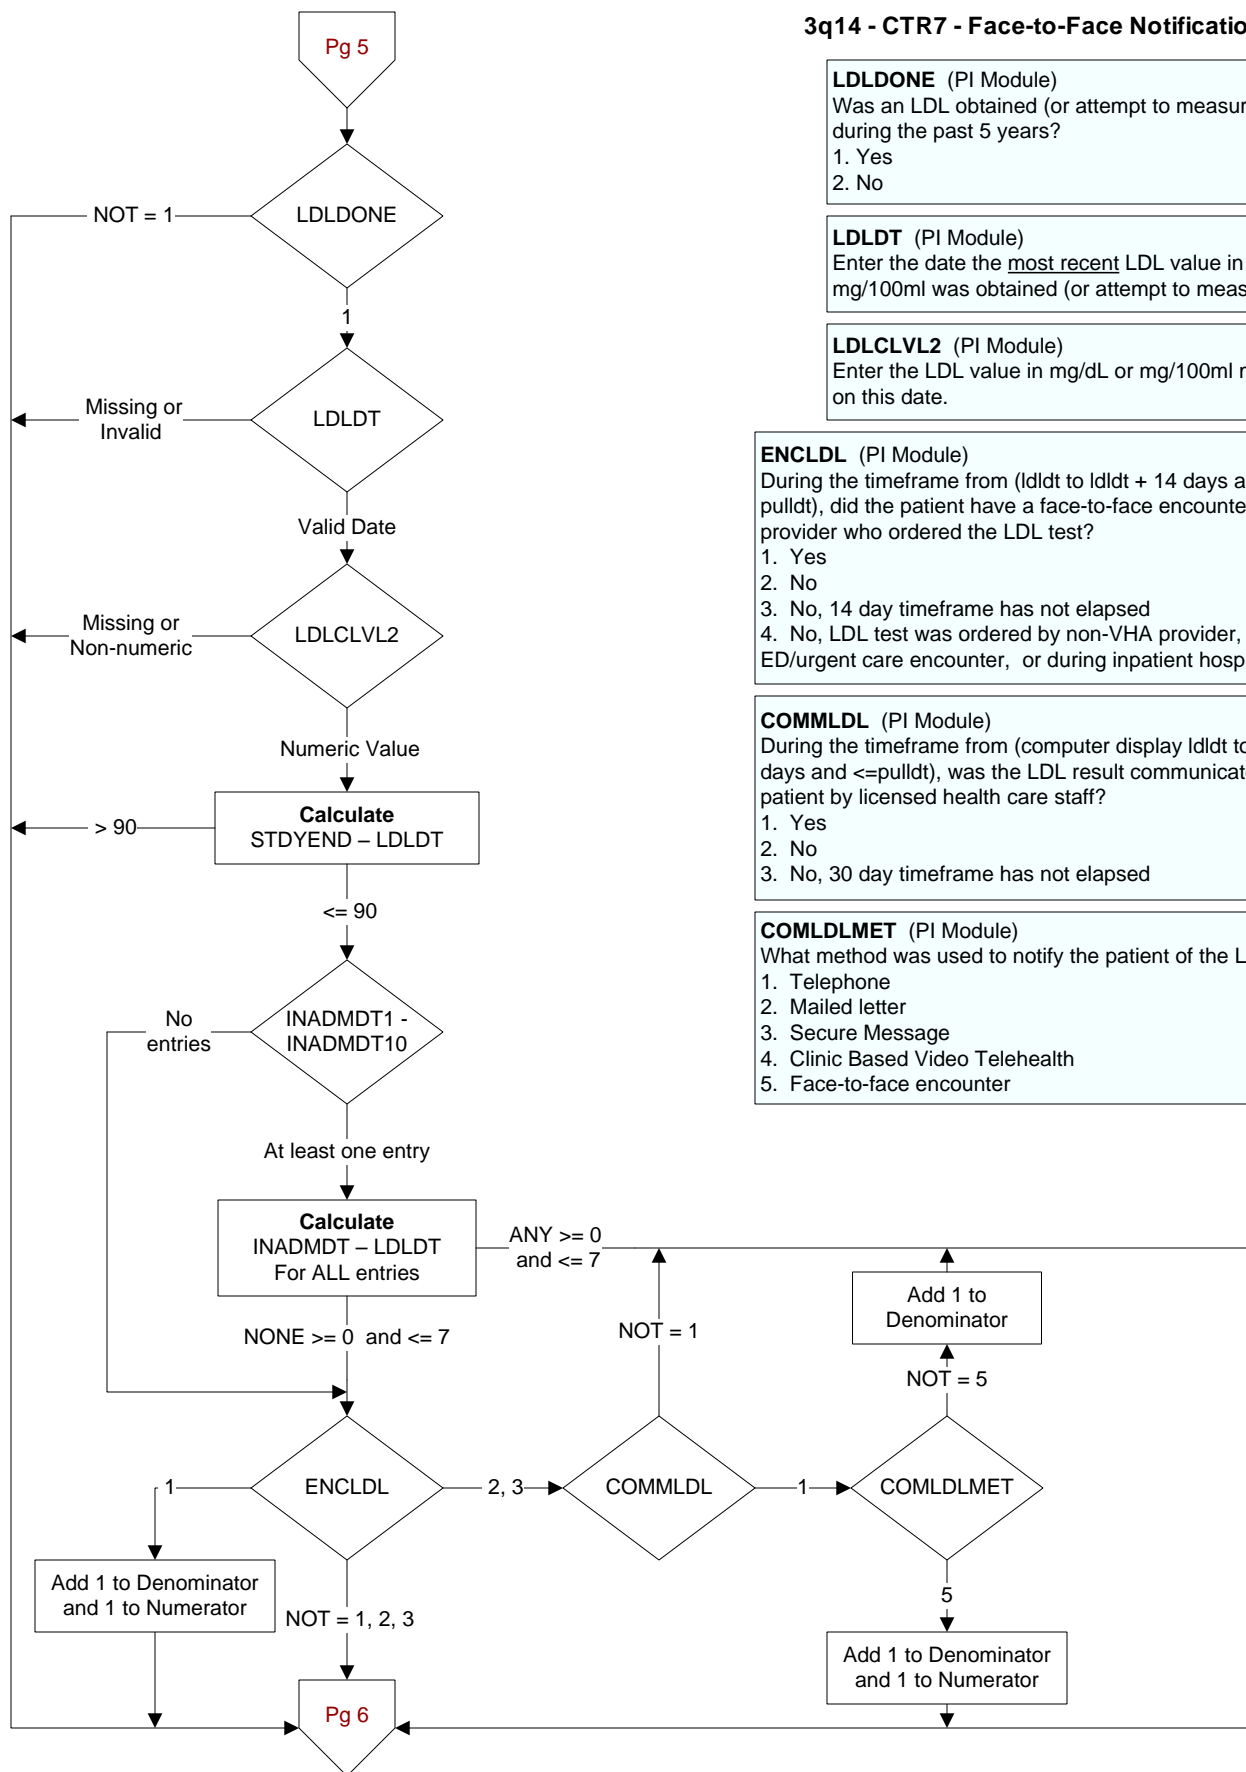 3q14 - CTR7 - Face-to-Face
Pg 5
LDLDONE (PI Module)
Was an LDL obtained (or attempt to
during the past 5 years?
1. Yes
2. No
LDLDONE
NOT = 1
1
LDLDT (PI Module)
Enter the date the most recent LDL value in
mg/100ml was obtained (or attempt to
LDLDT
Missing or
Invalid
Valid Date
LDLCLVL2 (PI Module)
Enter the LDL value in mg/dL or mg/100ml
on this date.
LDLCLVL2
Missing or
Non-numeric
Numeric Value
ENCLDL (PI Module)
During the timeframe from (ldldt to ldldt + 14 days
pulldt), did the patient have a face-to-face
provider who ordered the LDL test?
1. Yes
2. No
3. No, 14 day timeframe has not elapsed
4. No, LDL test was ordered by non-VHA provider,
ED/urgent care encounter, or during inpatient
Calculate
STDYEND – LDLDT
> 90
<= 90
COMMLDL (PI Module)
During the timeframe from (computer display ldldt to
days and <=pulldt), was the LDL result
patient by licensed health care staff?
1. Yes
2. No
3. No, 30 day timeframe has not elapsed
COMLDLMET (PI Module)
What method was used to notify the patient of the
1. Telephone
2. Mailed letter
3. Secure Message
4. Clinic Based Video Telehealth
5. Face-to-face encounter
INADMDT1 -
INADMDT10
No
entries
At least one entry
Calculate
INADMDT – LDLDT
For ALL entries
ANY >= 0
and <= 7
NONE >= 0 and <= 7
NOT = 1
Add 1 to
Denominator
NOT = 5
ENCLDL
1
2, 3
COMMLDL
1
COMLDLMET
Add 1 to Denominator
and 1 to Numerator
NOT = 1, 2, 3
5
Add 1 to Denominator
and 1 to Numerator
Pg 6